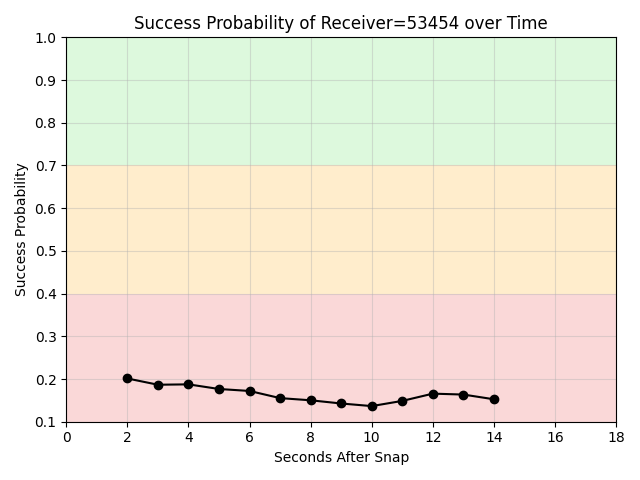 Success Probability of Receiver=53454 over Time
1.0
0.9
0.8
0.7
0.6
0.5
0.4
0.3
0.2
0.1
Success Probability
0 2 4 6 8 10 12 14 16 18
Seconds After Snap